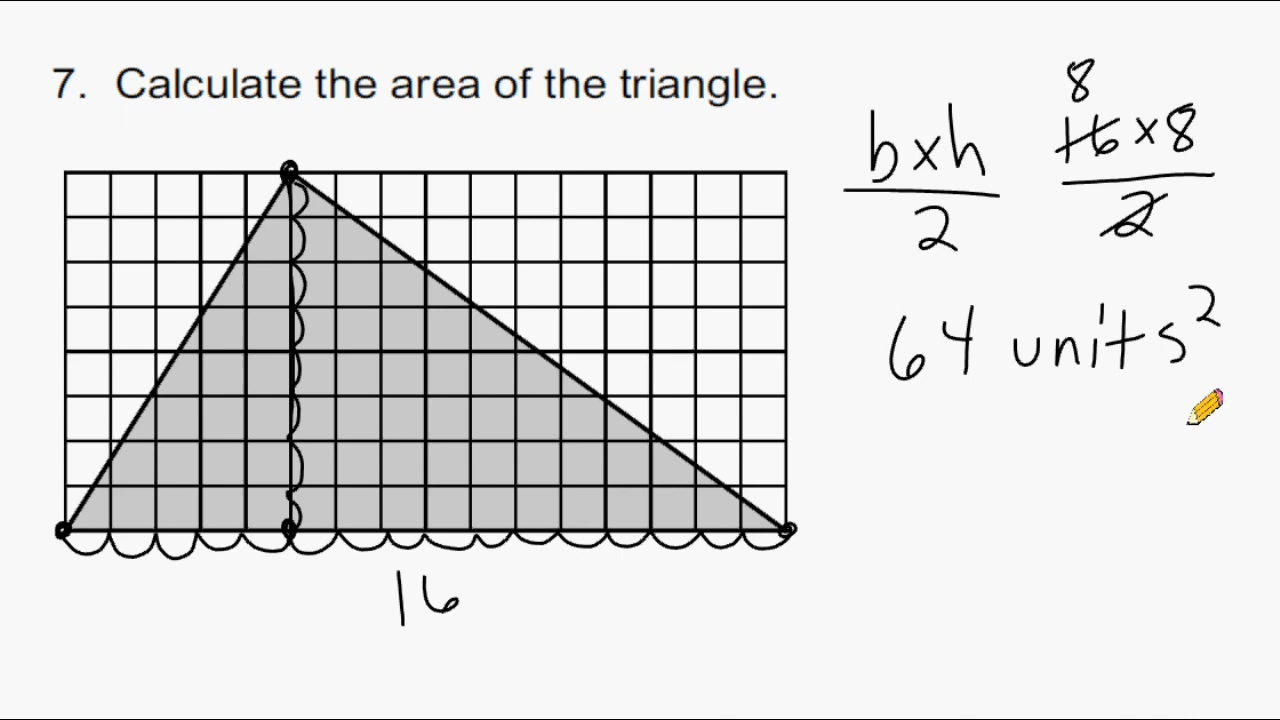 7. Calculate the area of the triangle.
b x h
2
8
16 x 8
2
64 units²
16